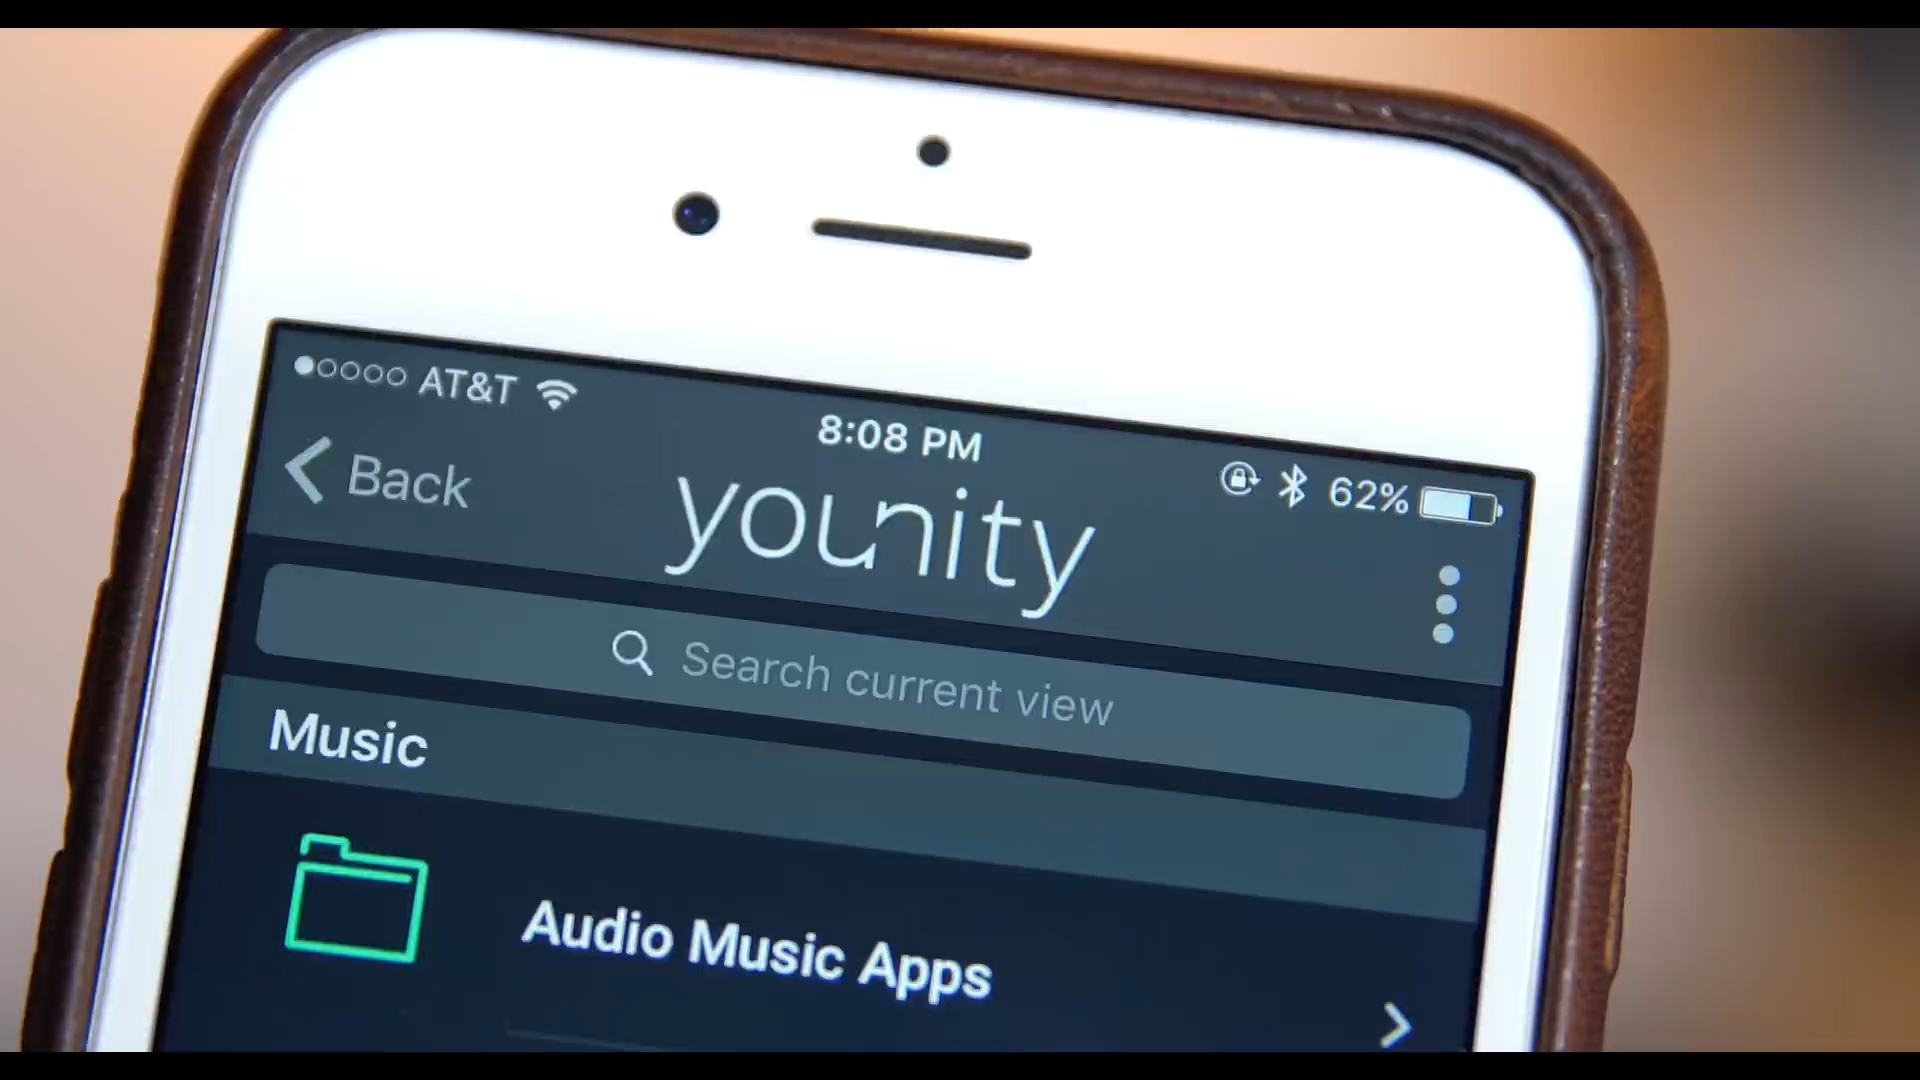 AT&T
8:08 PM
62%
Back
younity
Search current view
Music
Audio Music Apps